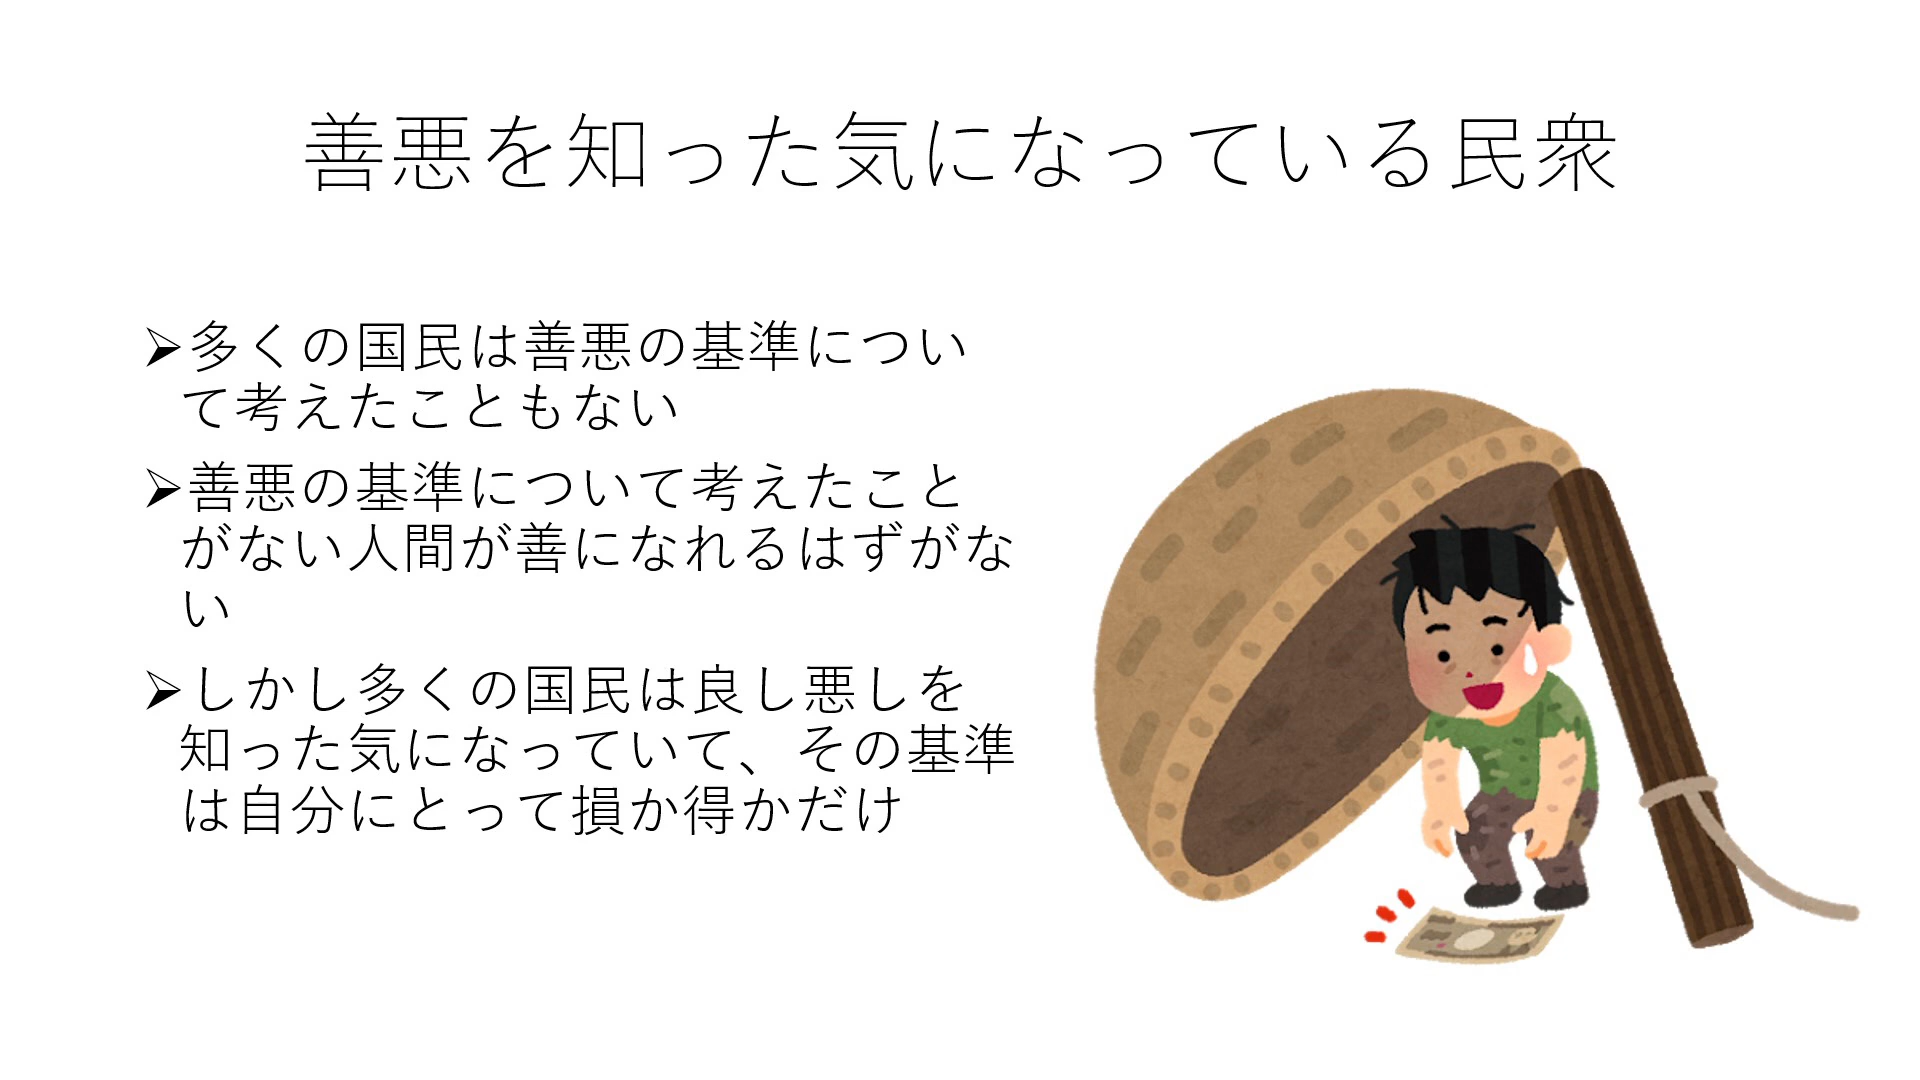 善悪を知った気になっている民衆
➢多くの国民は善悪の基準につい
て考えたこともない
➢善悪の基準について考えたこと
がない人間が善になれるはずがな
い
➢しかし多くの国民は良し悪しを
知った気になっていて、その基準
は自分にとって損か得かだけ